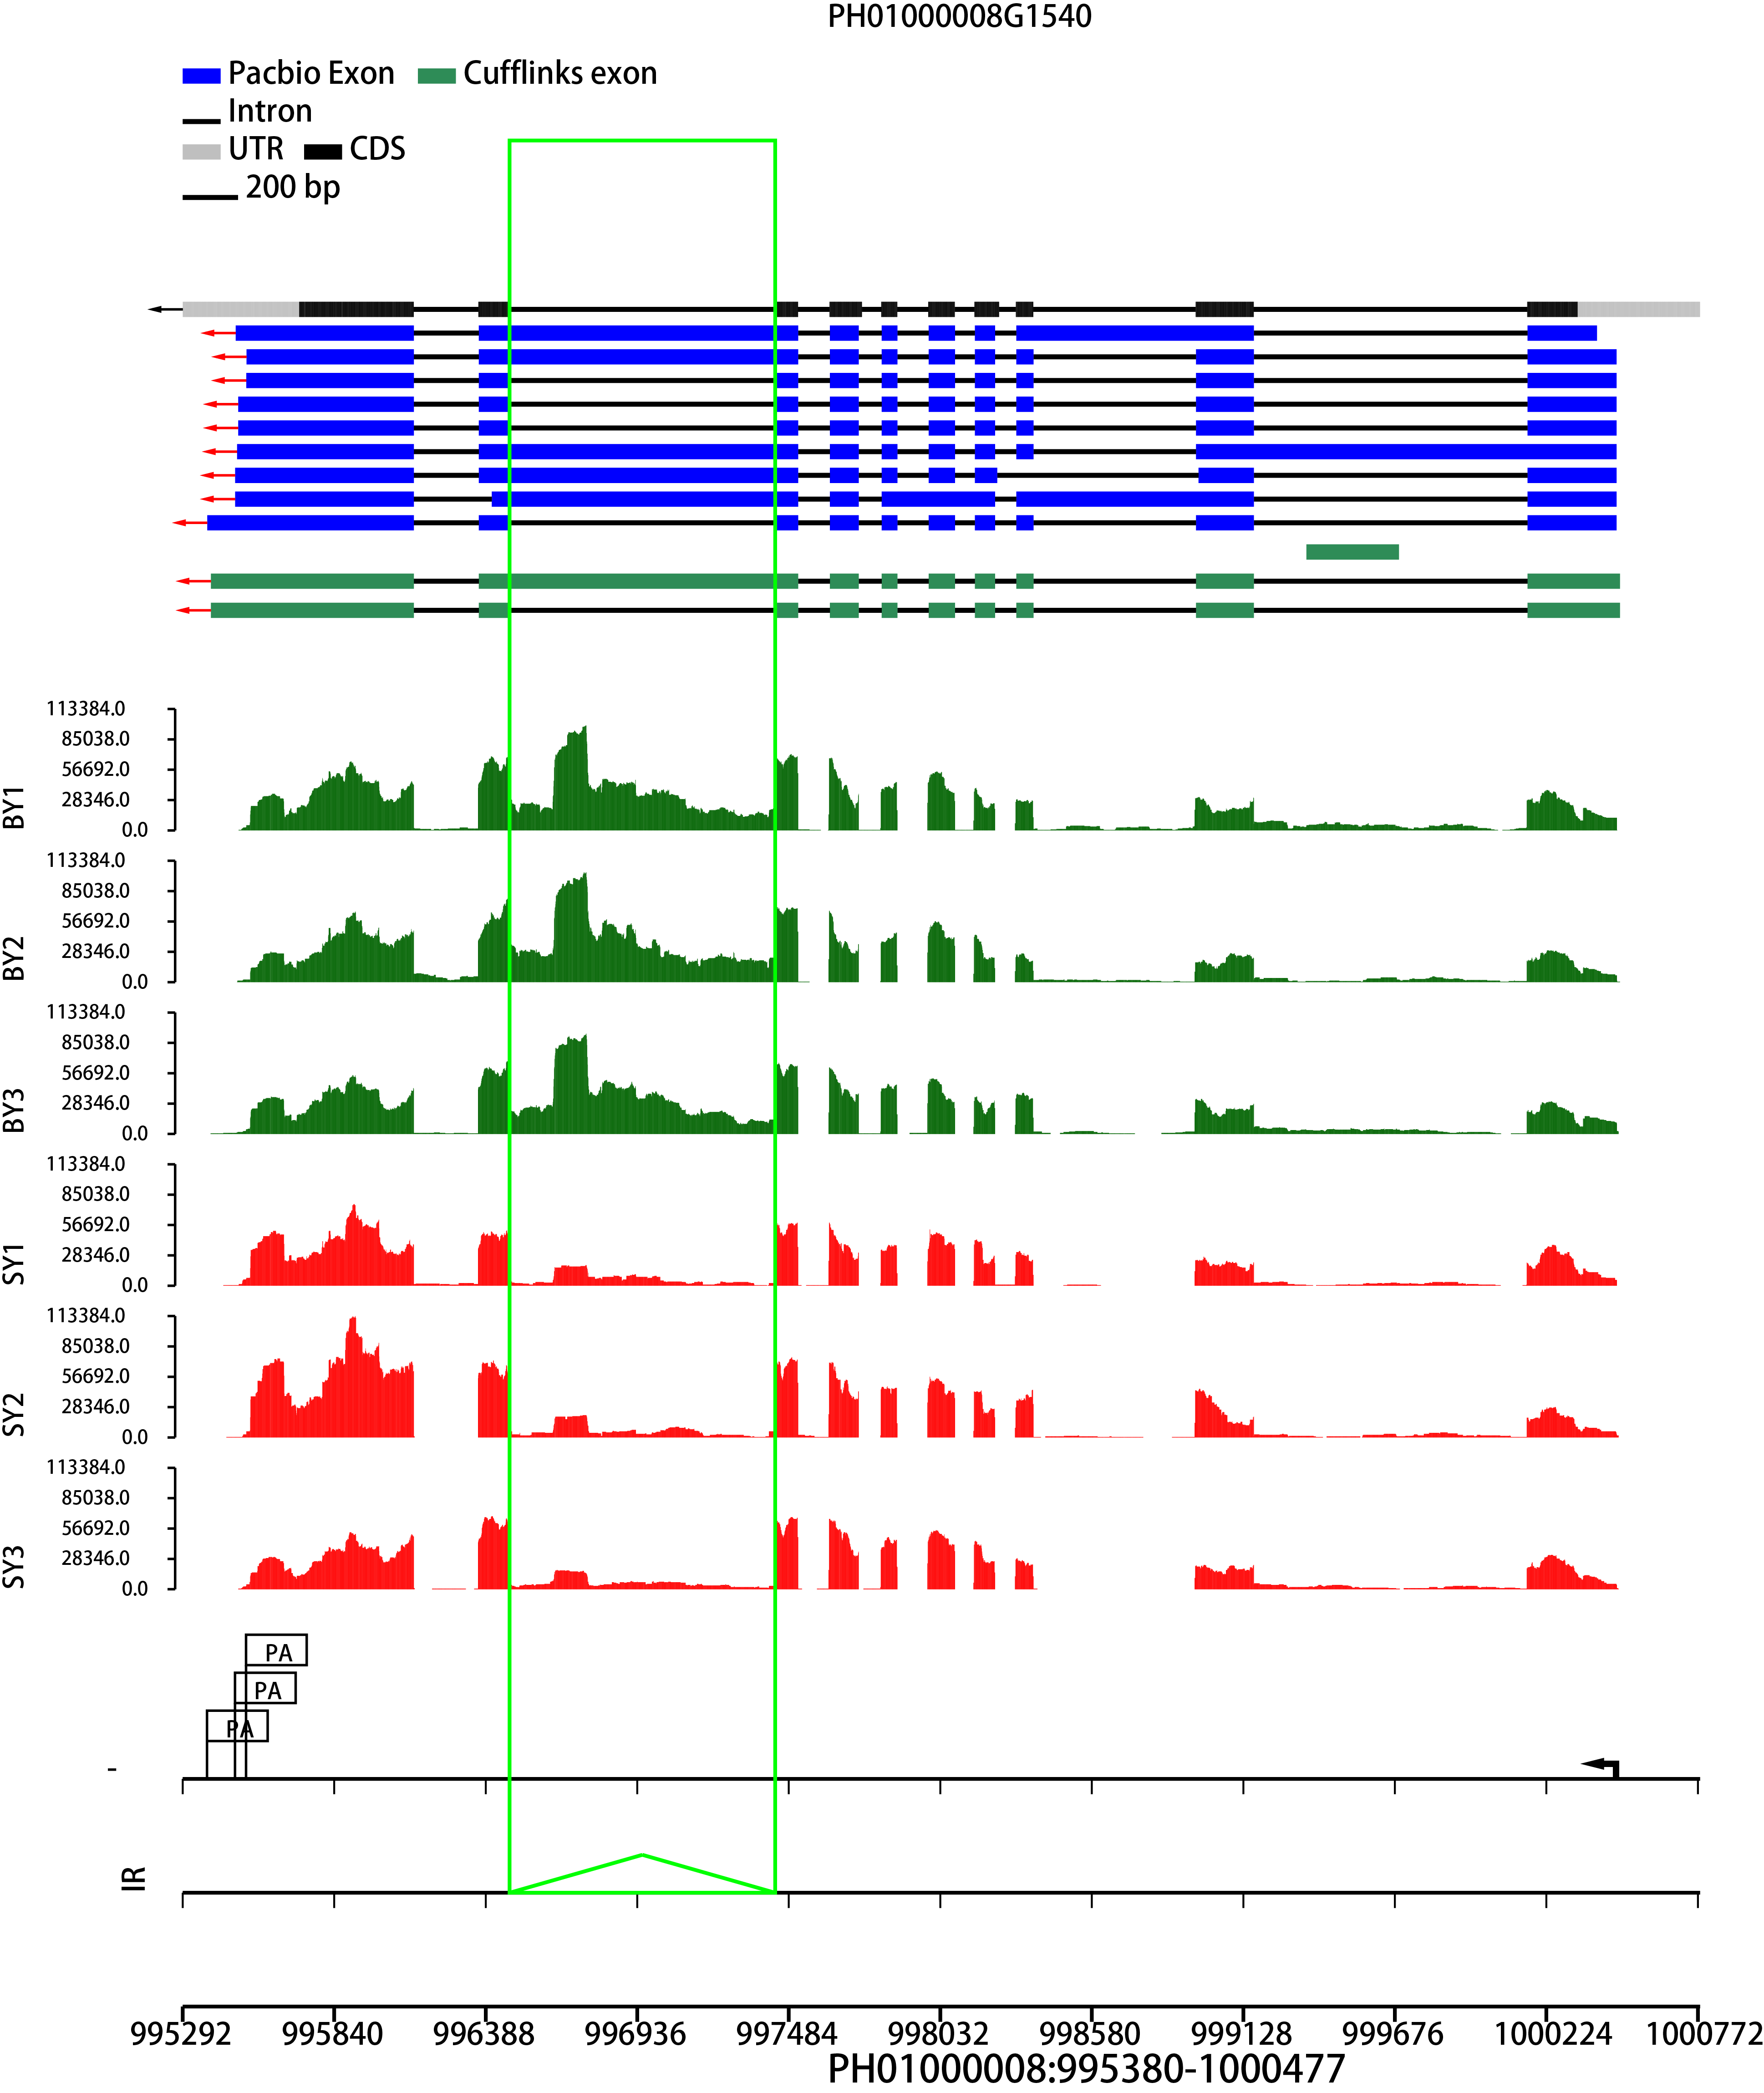 PH01000008G1540
Pacbio Exon Cufflinks exon
Intron
UTR CDS
200 bp
113384.0
85038.0
56692.0
28346.0
0.0
BY1
113384.0
85038.0
56692.0
28346.0
0.0
BY2
113384.0
85038.0
56692.0
28346.0
0.0
BY3
113384.0
85038.0
56692.0
28346.0
0.0
SY1
113384.0
85038.0
56692.0
28346.0
0.0
SY2
113384.0
85038.0
56692.0
28346.0
0.0
SY3
PA
PA
PA
-
IR
995292 995840 996388 996936 997484 998032 998580 999128 999676 1000224 1000772
PH01000008:995380-1000477